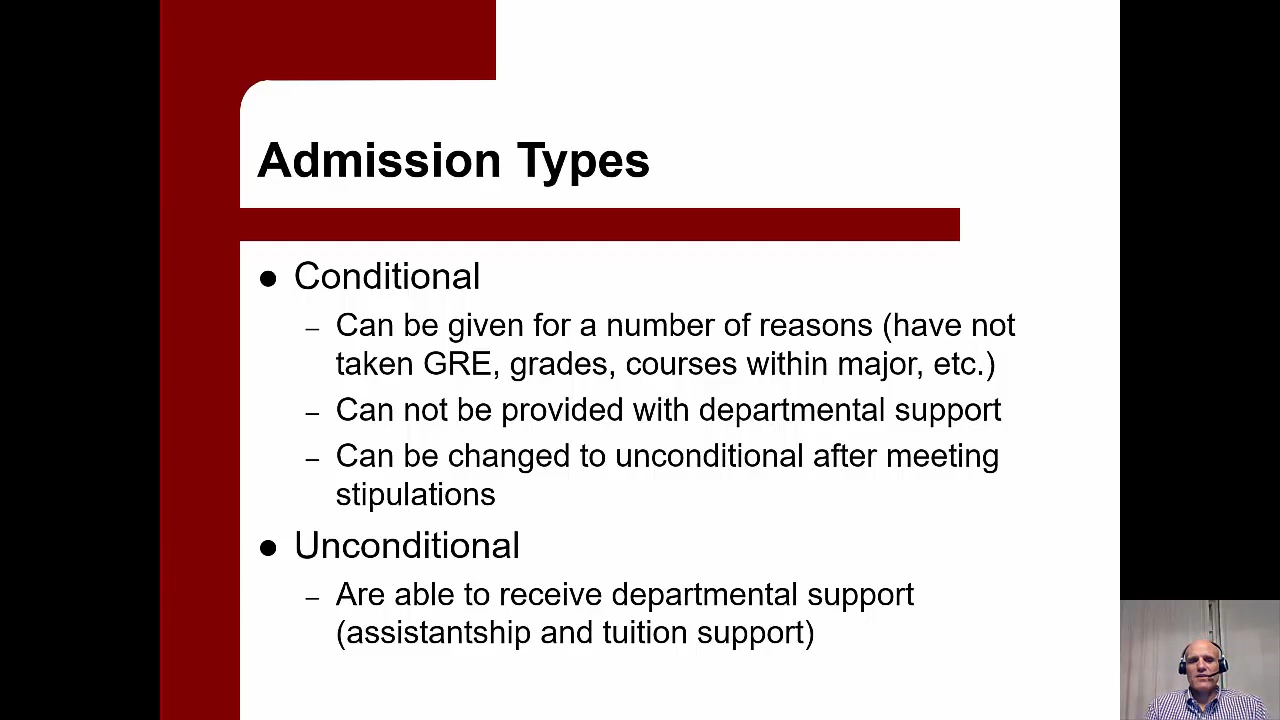 Admission Types
● Conditional
– Can be given for a number of reasons (have not
taken GRE, grades, courses within major, etc.)
– Can not be provided with departmental support
– Can be changed to unconditional after meeting
stipulations
● Unconditional
– Are able to receive departmental support
(assistantship and tuition support)